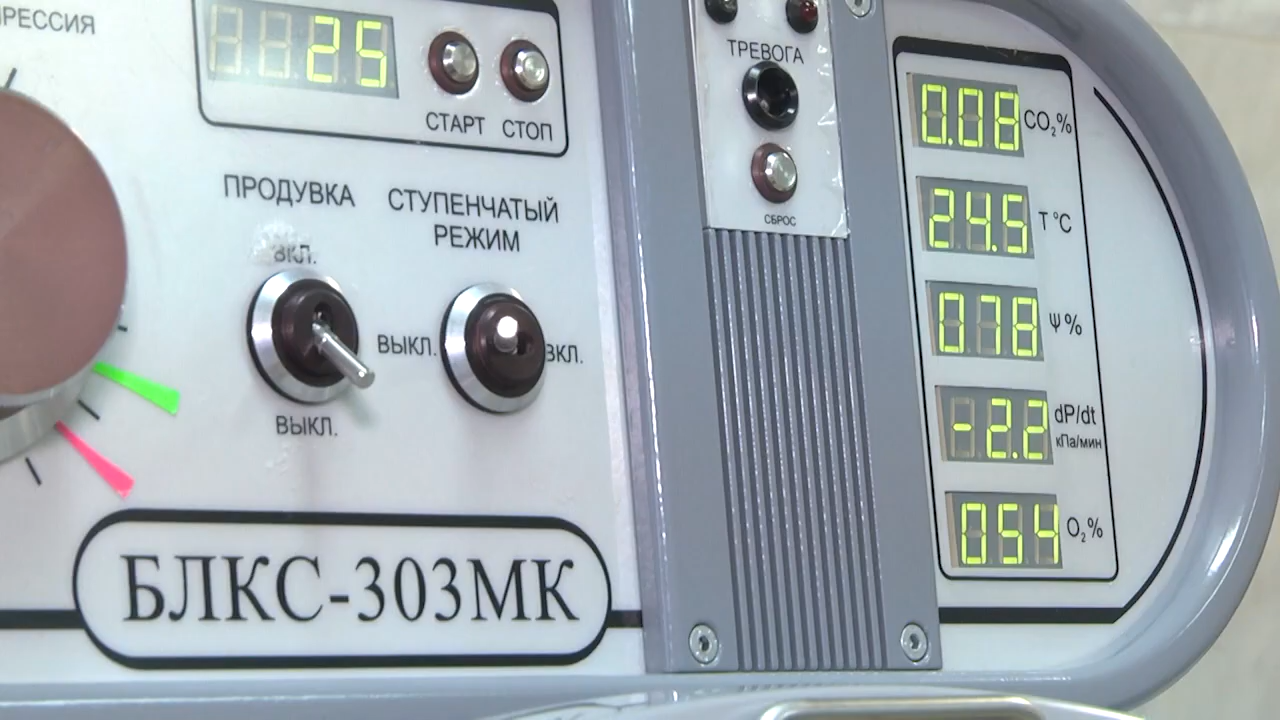 РЕССИЯ
25
СТАРТ СТОП
ПРОДУВКА
ВКЛ.
ВЫКЛ.
СТУПЕНЧАТЫЙ
РЕЖИМ
ВЫКЛ. ВКЛ.
БЛКС-303МК
ТРЕВОГА
СБРОС
0.08 CO₂%
24.5 T °C
078 Ψ%
-2.2 dP/dt
кПа/мин
054 O₂%